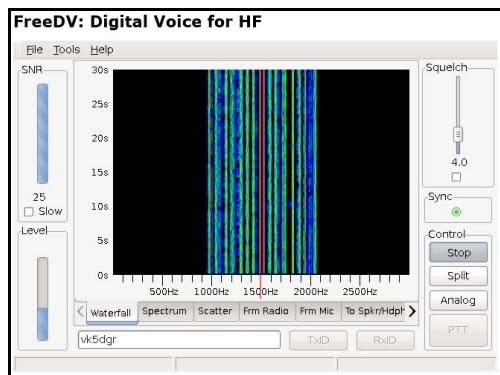 FreeDV: Digital Voice for HF
File Tools Help
SNR
25
Slow
Level
30s
25s
20s
15s
10s
5s
0s
500Hz 1000Hz 1500Hz 2000Hz 2500Hz
Waterfall Spectrum Scatter Frm Radio Frm Mic To Spkr/Hdph
vk5dgr TxID RxID
Squelch
4.0
Sync
Control
Stop
Split
Analog
PTT